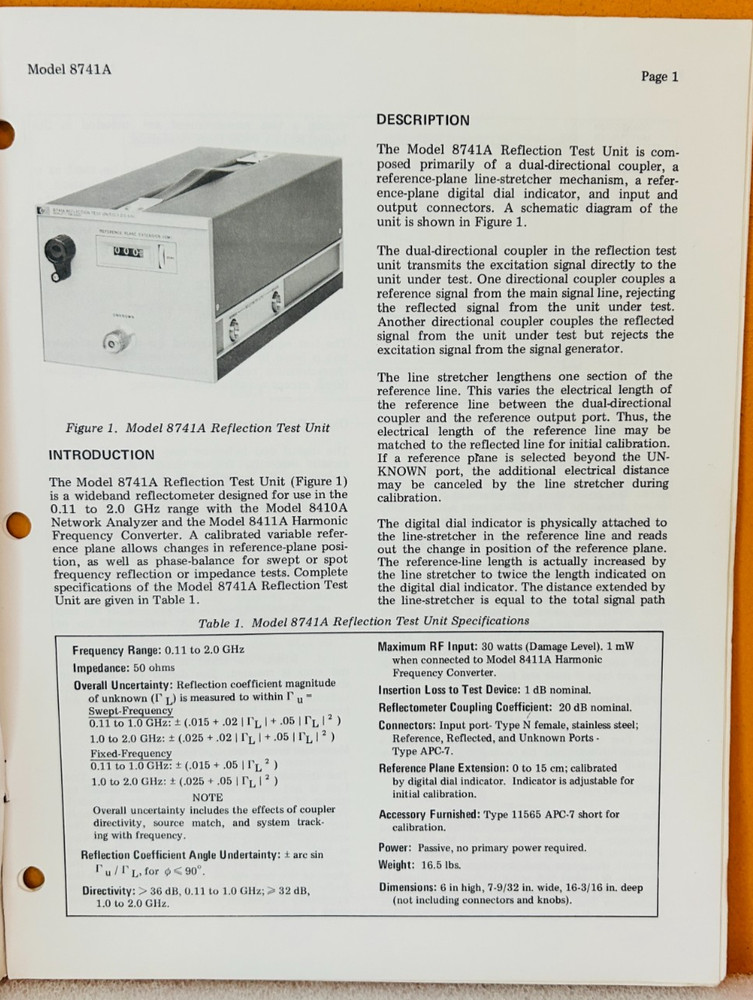 Model 8741A
Page 1
000
UNKNOWN
Figure 1. Model 8741A Reflection Test Unit
INTRODUCTION
The Model 8741A Reflection Test Unit (Figure 1)
is a wideband reflectometer designed for use in the
0.11 to 2.0 GHz range with the Model 8410A
Network Analyzer and the Model 8411A Harmonic
Frequency Converter. A calibrated variable refer-
ence plane allows changes in reference-plane posi-
tion, as well as phase-balance for swept or spot
frequency reflection or impedance tests. Complete
specifications of the Model 8741A Reflection Test
Unit are given in Table 1.
DESCRIPTION
The Model 8741A Reflection Test Unit is com-
posed primarily of a dual-directional coupler, a
reference-plane line-stretcher mechanism, a refer-
ence-plane digital dial indicator, and input and
output connectors. A schematic diagram of the
unit is shown in Figure 1.
The dual-directional coupler in the reflection test
unit transmits the excitation signal directly to the
unit under test. One directional coupler couples a
reference signal from the main signal line, rejecting
the reflected signal from the unit under test.
Another directional coupler couples the reflected
signal from the unit under test but rejects the
excitation signal from the signal generator.
The line stretcher lengthens one section of the
reference line. This varies the electrical length of
the reference line between the dual-directional
coupler and the reference output port. Thus, the
electrical length of the reference line may be
matched to the reflected line for initial calibration.
If a reference plane is selected beyond the UN-
KNOWN port, the additional electrical distance
may be canceled by the line stretcher during
calibration.
The digital dial indicator is physically attached to
the line-stretcher in the reference line and reads
out the change in position of the reference plane.
The reference-line length is actually increased by
the line stretcher to twice the length indicated on
the digital dial indicator. The distance extended by
the line-stretcher is equal to the total signal path
Table 1. Model 8741A Reflection Test Unit Specifications
Frequency Range: 0.11 to 2.0 GHz
Impedance: 50 ohms
Overall Uncertainty: Reflection coefficient magnitude
of unknown (Γ L) is measured to within Γ u =
Swept-Frequency
0.11 to 1.0 GHz: ± (.015 + .02 | ΓL | + .05 | ΓL | ² )
1.0 to 2.0 GHz: ± (.025 + .02 | ΓL | + .05 | ΓL | ² )
Fixed-Frequency
0.11 to 1.0 GHz: ± (.015 + .05 | ΓL ² )
1.0 to 2.0 GHz: ± (.025 + .05 | ΓL | ² )
NOTE
Overall uncertainty includes the effects of coupler
directivity, source match, and system track-
ing with frequency.
Reflection Coefficient Angle Undertainty: ± arc sin
Γ u / Γ L, for φ ⩽ 90°.
Directivity: > 36 dB, 0.11 to 1.0 GHz; ⩾ 32 dB,
1.0 to 2.0 GHz.
Maximum RF Input: 30 watts (Damage Level). 1 mW
when connected to Model 8411A Harmonic
Frequency Converter.
Insertion Loss to Test Device: 1 dB nominal.
Reflectometer Coupling Coefficient: 20 dB nominal.
Connectors: Input port- Type N female, stainless steel;
Reference, Reflected, and Unknown Ports -
Type APC-7.
Reference Plane Extension: 0 to 15 cm; calibrated
by digital dial indicator. Indicator is adjustable for
initial calibration.
Accessory Furnished: Type 11565 APC-7 short for
calibration.
Power: Passive, no primary power required.
Weight: 16.5 lbs.
Dimensions: 6 in high, 7-9/32 in. wide, 16-3/16 in. deep
(not including connectors and knobs).